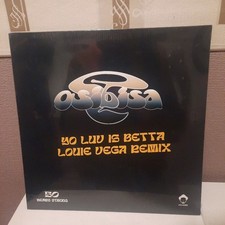 OSIBISA
YO LUV IS BETTA
LOUIE VEGA REMIX